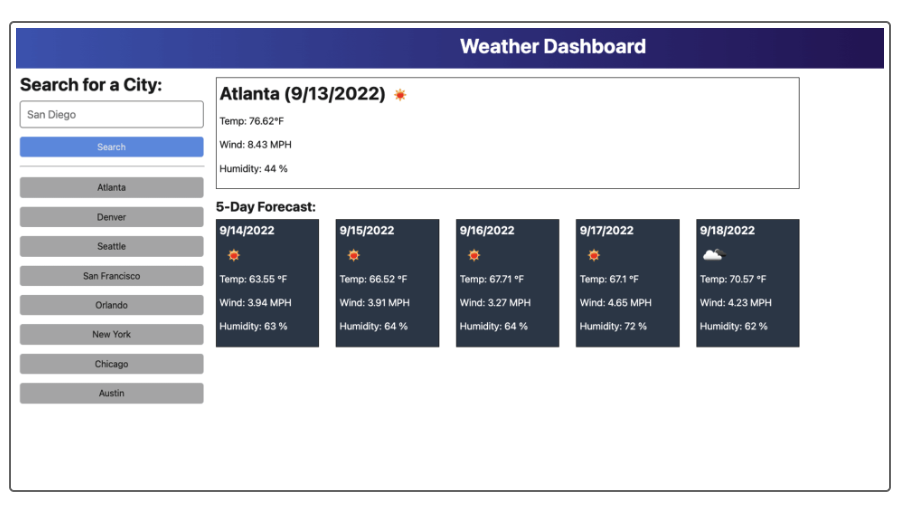 Weather Dashboard
Search for a City:
San Diego
Search
Atlanta
Denver
Seattle
San Francisco
Orlando
New York
Chicago
Austin
Atlanta (9/13/2022)
Temp: 76.62°F
Wind: 8.43 MPH
Humidity: 44 %
5-Day Forecast:
9/14/2022
Temp: 63.55 °F
Wind: 3.94 MPH
Humidity: 63 %
9/15/2022
Temp: 66.52 °F
Wind: 3.91 MPH
Humidity: 64 %
9/16/2022
Temp: 67.71 °F
Wind: 3.27 MPH
Humidity: 64 %
9/17/2022
Temp: 67.1 °F
Wind: 4.65 MPH
Humidity: 72 %
9/18/2022
Temp: 70.57 °F
Wind: 4.23 MPH
Humidity: 62 %